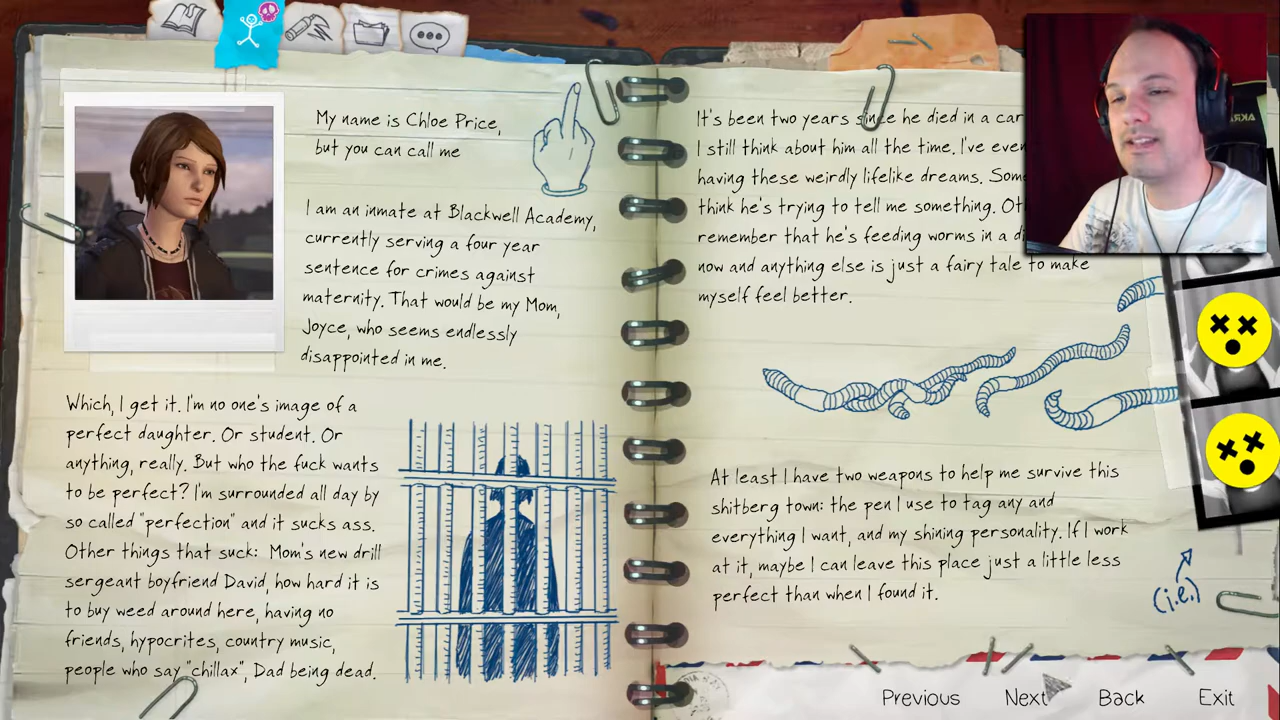 My name is Chloe Price,
but you can call me
I am an inmate at Blackwell Academy,
currently serving a four year
sentence for crimes against
maternity. That would be my Mom,
Joyce, who seems endlessly
disappointed in me.
Which, I get it. I'm no one's image of a
perfect daughter. Or student. Or
anything, really. But who the fuck wants
to be perfect? I'm surrounded all day by
so called "perfection" and it sucks ass.
Other things that suck: Mom's new drill
sergeant boyfriend David, how hard it is
to buy weed around here, having no
friends, hypocrites, country music,
people who say "chillax", Dad being dead.
It's been two years since he died in a car
I still think about him all the time. I've even
having these weirdly lifelike dreams.
think he's trying to tell me something.
remember that he's feeding worms in a
now and anything else is just a fairy tale to make
myself feel better.
At least I have two weapons to help me survive this
shitberg town: the pen I use to tag any and
everything I want, and my shining personality. If I work
at it, maybe I can leave this place just a little less
perfect than when I found it.
(i.e.)
Previous Next Back Exit